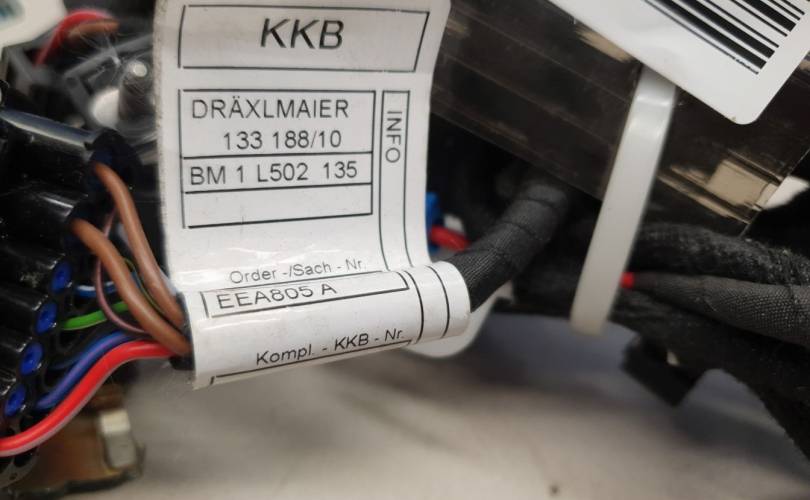 KKB
DRÄXLMAIER
133 188/10
BM 1 L502 135
INFO
Order -/Sach - Nr.
EEA805 A
Kompl. - KKB - Nr.